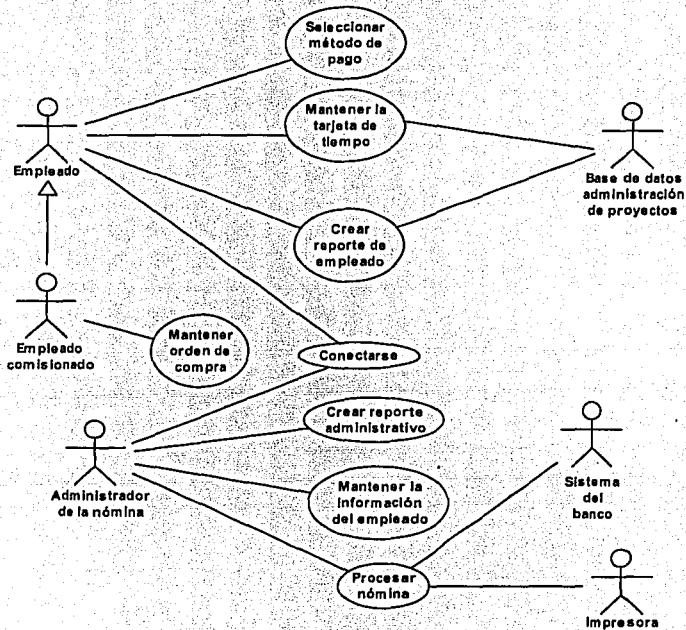 Seleccionar
método de
pago
Mantener la
tarjeta de
tiempo
Empleado
Base de datos
administración
de proyectos
Crear
reporte de
empleado
Empleado
comisionado
Mantener
orden de
compra
Conectarse
Crear reporte
administrativo
Administrador
de la nómina
Mantener la
información
del empleado
Sistema
del
banco
Procesar
nómina
Impresora